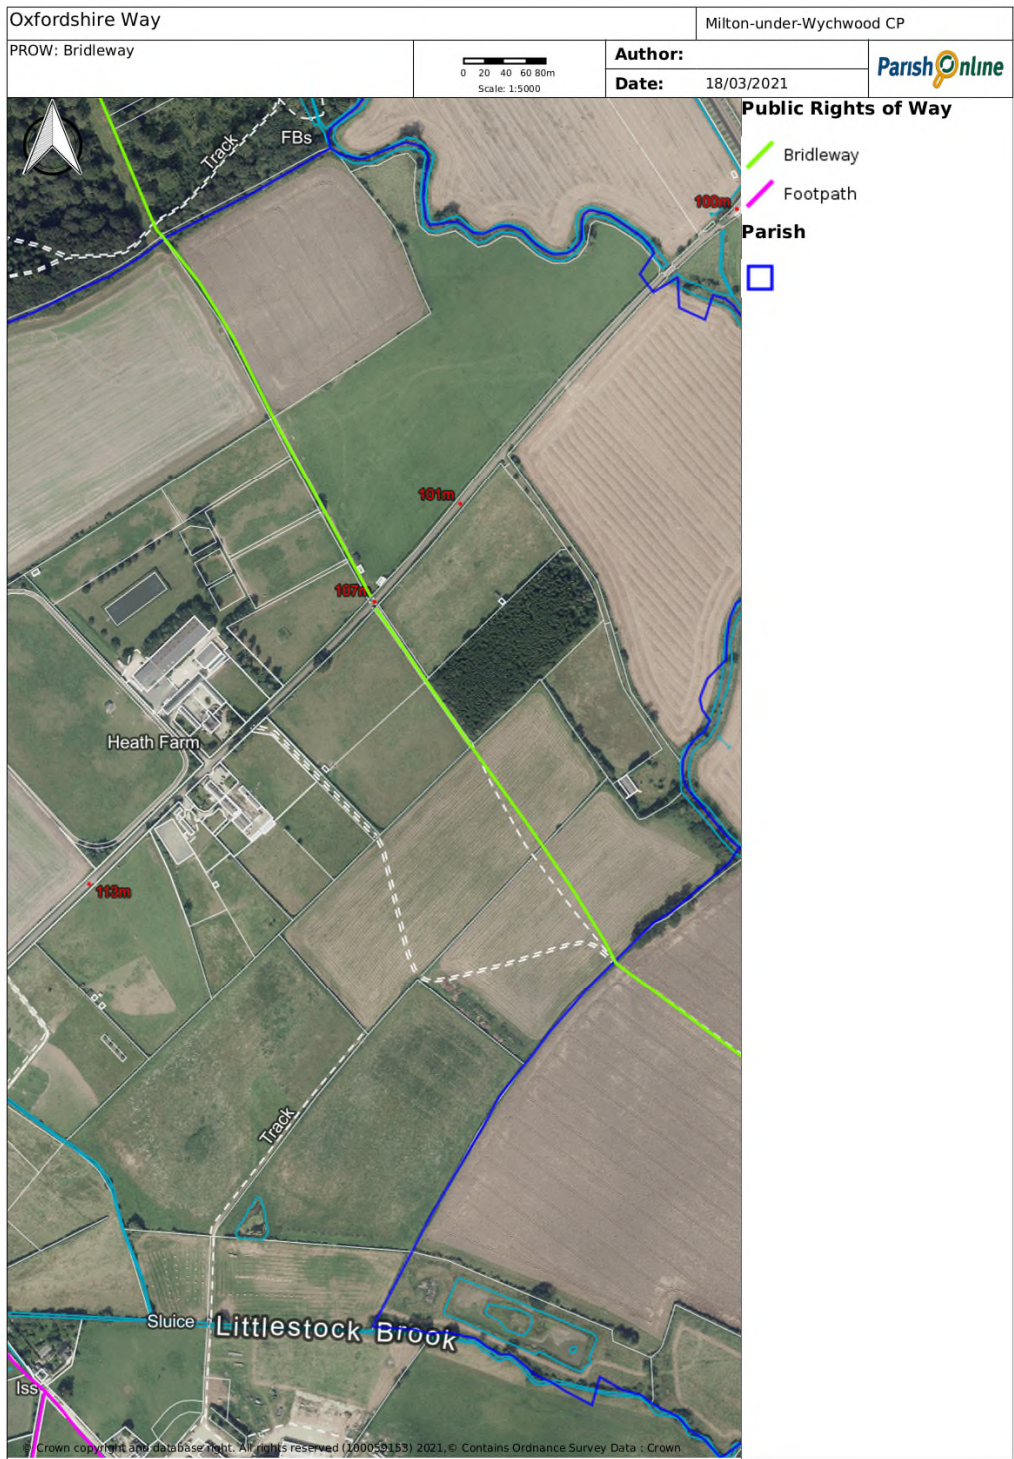 Oxfordshire Way
Milton-under-Wychwood CP
PROW: Bridleway
0 20 40 60 80m
Scale: 1:5000
Author:
Date: 18/03/2021
Parish Online
Public Rights of Way
Bridleway
Footpath
Parish
FBs
Track
100m
101m
107m
Heath Farm
113m
Track
Sluice
Littlestock Brook
Iss
© Crown copyright and database right. All rights reserved (100059153) 2021,© Contains Ordnance Survey Data : Crown